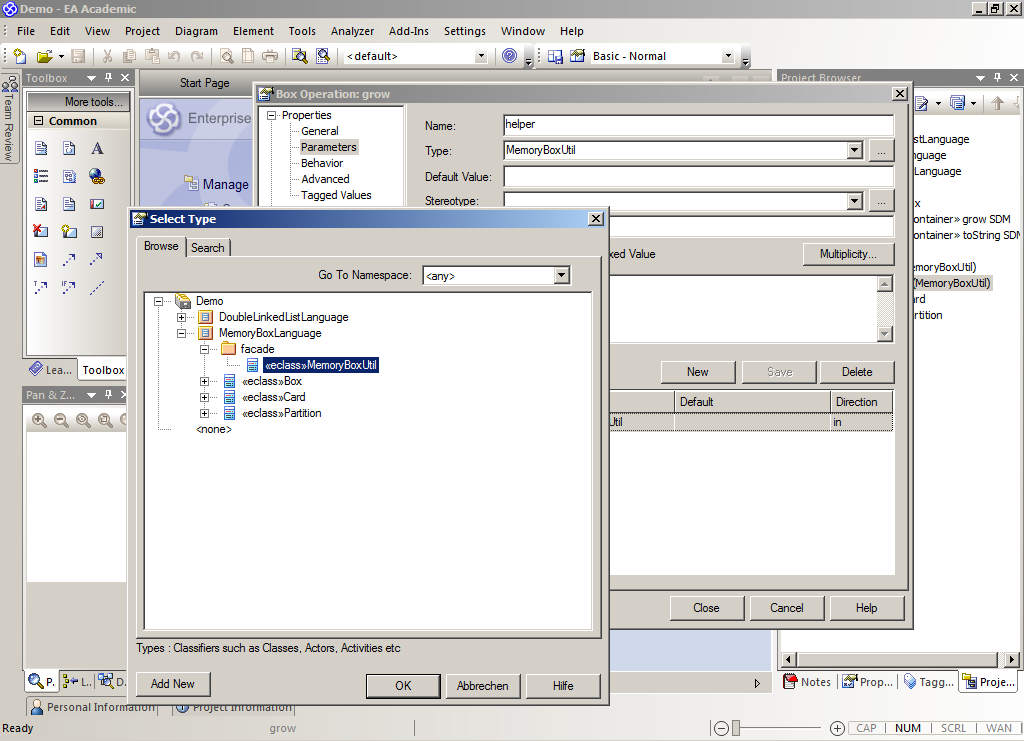 Demo - EA Academic
File Edit View Project Diagram Element Tools Analyzer Add-Ins Settings Window Help
<default> Basic - Normal
Team Review
Toolbox
More tools...
Common
Start Page
Enterprise
Manage
Project Browser
Box Operation: grow
Properties
General
Parameters
Behavior
Advanced
Tagged Values
Name: helper
Type: MemoryBoxUtil ...
Default Value:
Stereotype: ...
xed Value
Multiplicity...
New Save Delete
Default Direction
Util in
Close Cancel Help
stLanguage
nguage
Language
x
ontainer» grow SDM
ontainer» toString SDM
emoryBoxUtil)
(MemoryBoxUtil)
rd
artition
Select Type
Browse Search
Go To Namespace: <any>
Demo
DoubleLinkedListLanguage
MemoryBoxLanguage
facade
«eclass»MemoryBoxUtil
«eclass»Box
«eclass»Card
«eclass»Partition
<none>
Types : Classifiers such as Classes, Actors, Activities etc
Add New OK Abbrechen Hilfe
Lea... Toolbox
Pan & Z...
P. L.. D.
Notes Prop... Tagg... Proje...
Personal Information Project Information
Ready grow CAP NUM SCRL WAN